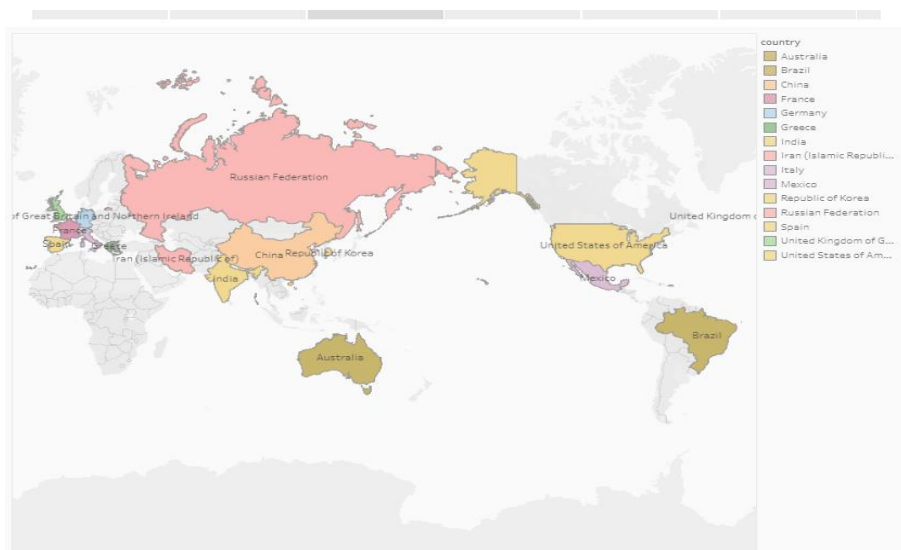 country
Australia
Brazil
China
France
Germany
Greece
India
Iran (Islamic Republi...
Italy
Mexico
Republic of Korea
Russian Federation
Spain
United Kingdom of G...
United States of Am...
Russian Federation
of Great Britain and Northern Ireland
United Kingdom o
France
Spain
Greece
United States of America
Iran (Islamic Republic of)
China
Republic of Korea
India
Mexico
Brazil
Australia